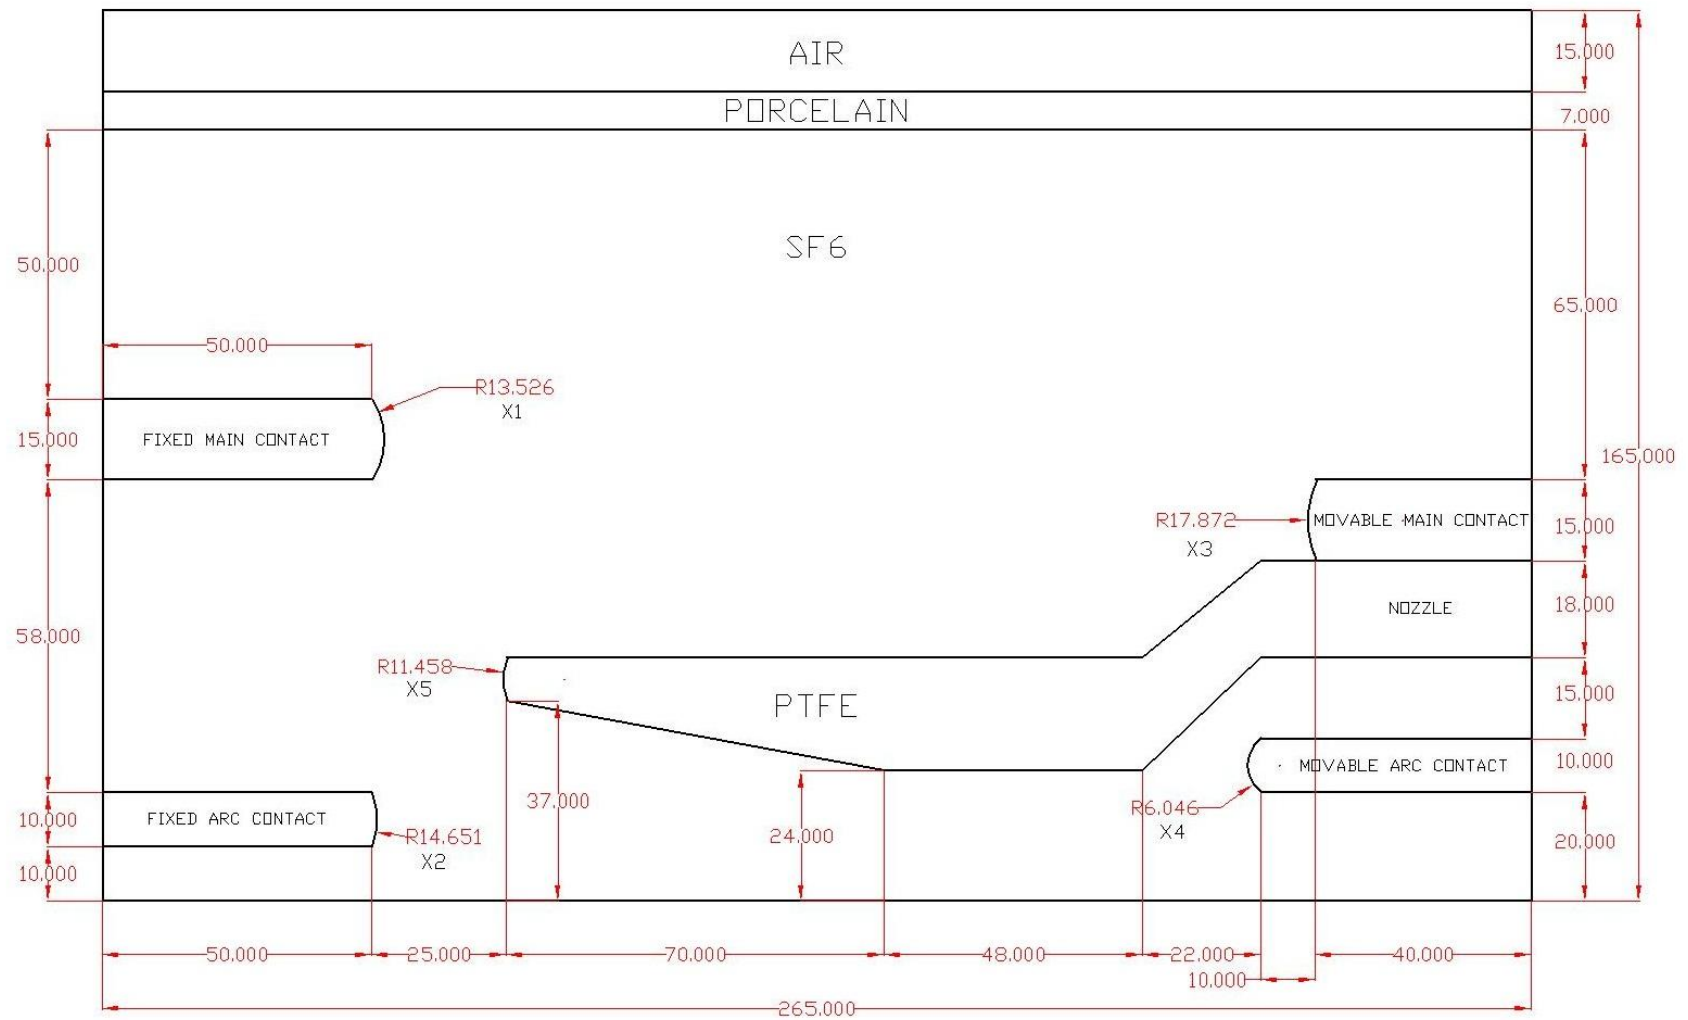 AIR
15.000
PORCELAIN
7.000
SF6
50.000
65.000
50.000
R13.526
X1
15.000
FIXED MAIN CONTACT
165.000
R17.872
MOVABLE MAIN CONTACT
15.000
X3
NOZZLE
18.000
58.000
R11.458
X5
PTFE
15.000
MOVABLE ARC CONTACT
10.000
37.000
R6.046
X4
10.000
FIXED ARC CONTACT
R14.651
X2
24.000
20.000
10.000
50.000
25.000
70.000
48.000
22.000
40.000
10.000
265.000